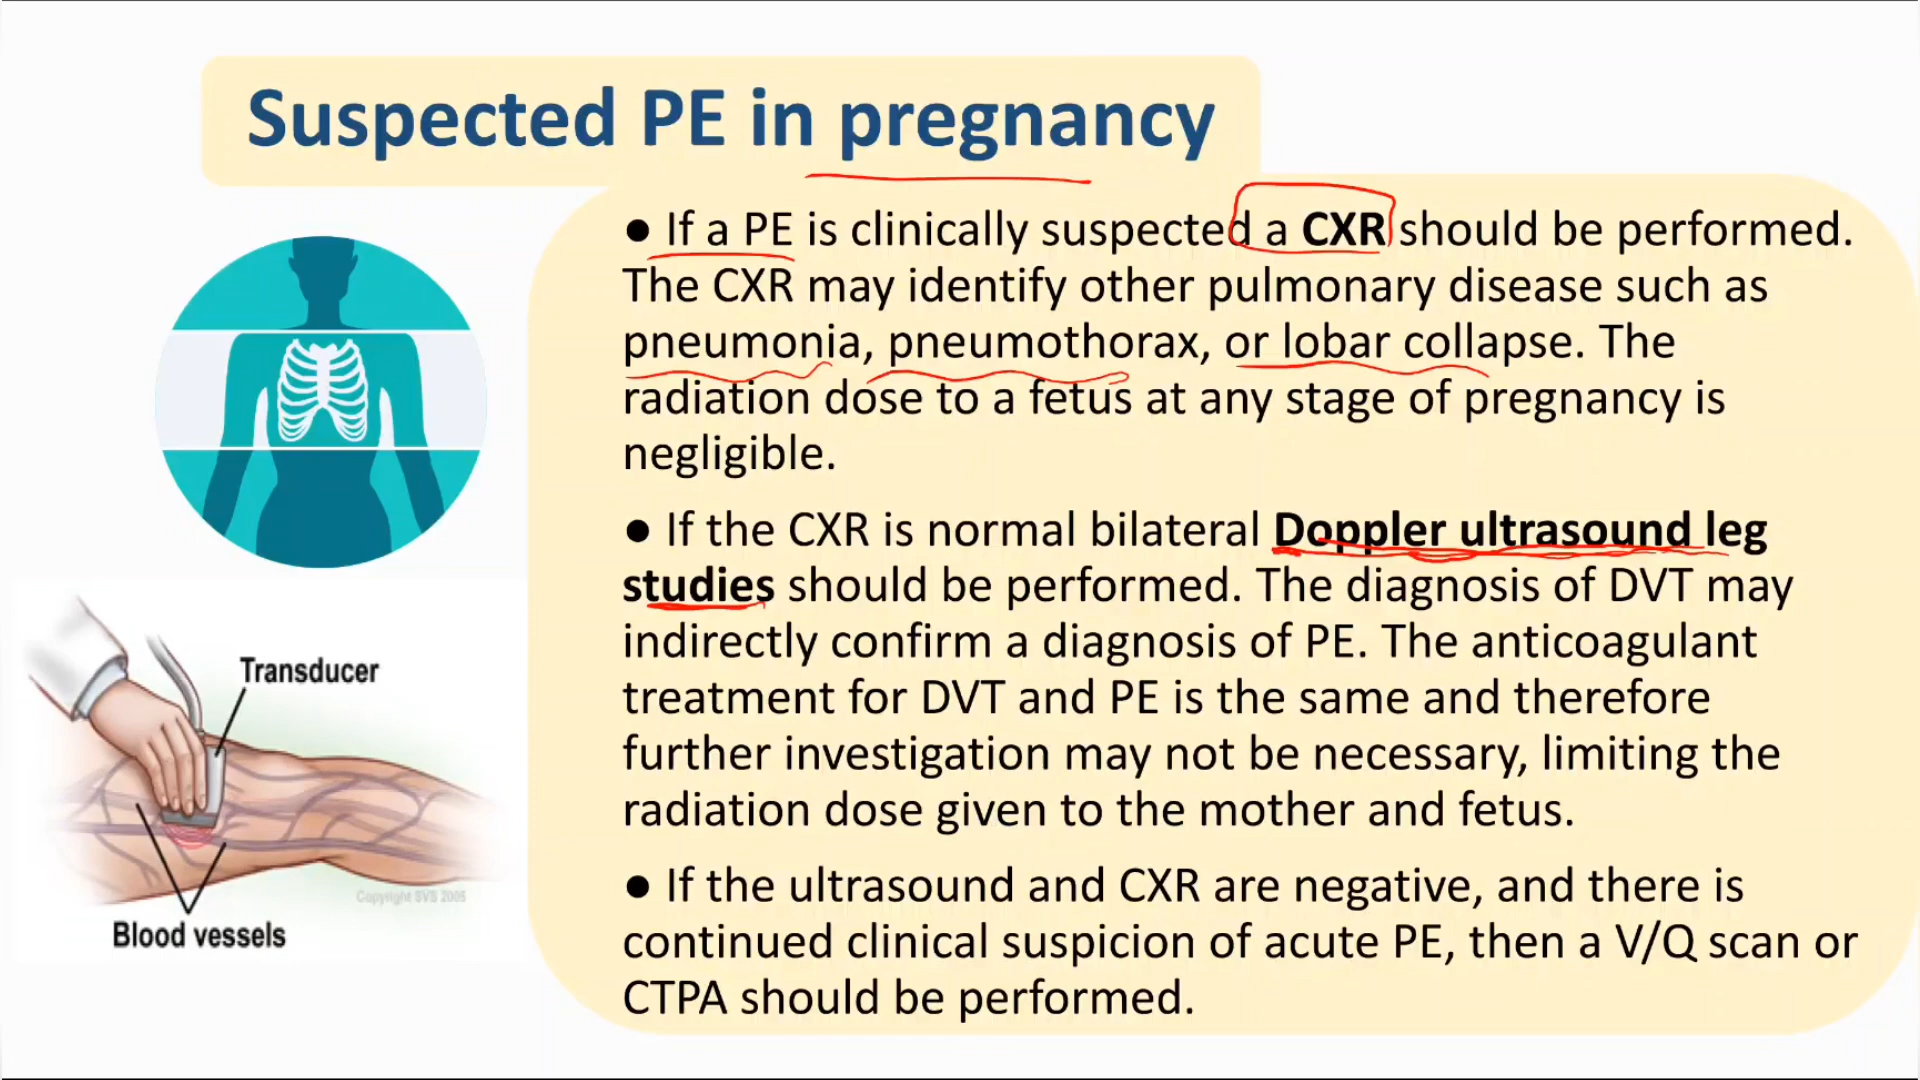 Suspected PE in pregnancy
● If a PE is clinically suspected a CXR should be performed.
The CXR may identify other pulmonary disease such as
pneumonia, pneumothorax, or lobar collapse. The
radiation dose to a fetus at any stage of pregnancy is
negligible.
● If the CXR is normal bilateral Doppler ultrasound leg
studies should be performed. The diagnosis of DVT may
indirectly confirm a diagnosis of PE. The anticoagulant
treatment for DVT and PE is the same and therefore
further investigation may not be necessary, limiting the
radiation dose given to the mother and fetus.
● If the ultrasound and CXR are negative, and there is
continued clinical suspicion of acute PE, then a V/Q scan or
CTPA should be performed.
Transducer
Copyright SVS 2005
Blood vessels